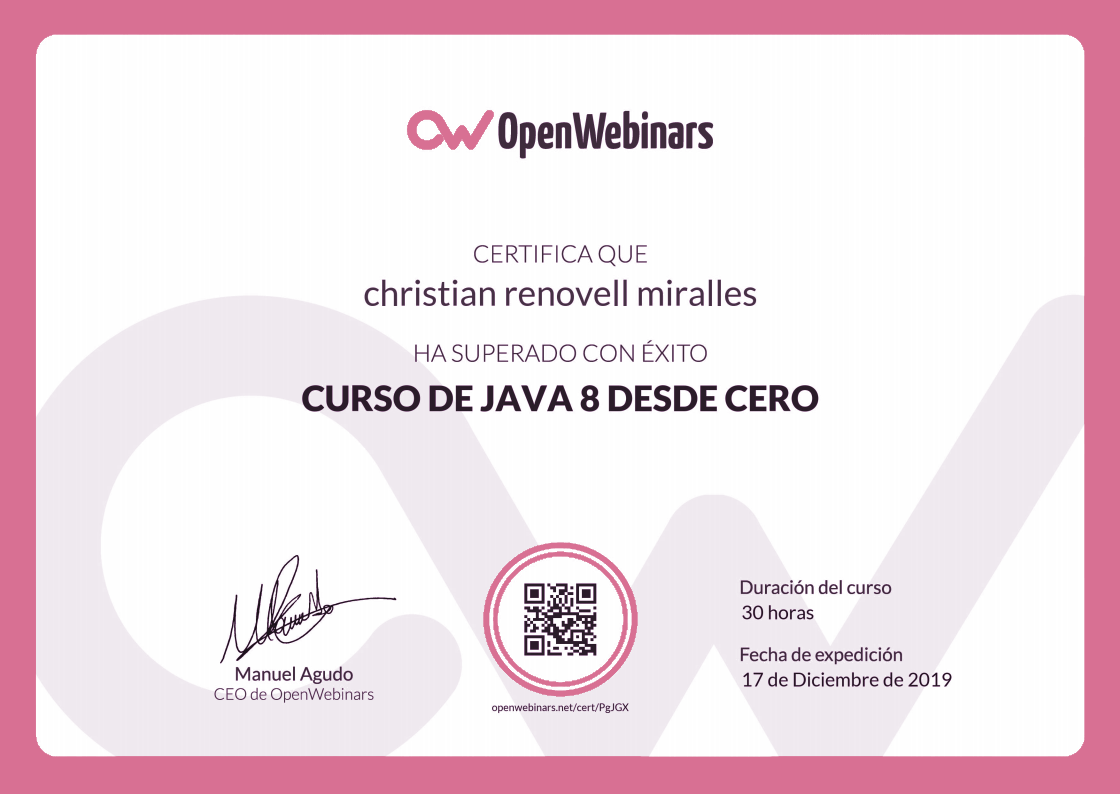 OpenWebinars
CERTIFICA QUE
christian renovell miralles
HA SUPERADO CON ÉXITO
CURSO DE JAVA 8 DESDE CERO
Manuel Agudo
CEO de OpenWebinars
openwebinars.net/cert/PgJGX
Duración del curso
30 horas
Fecha de expedición
17 de Diciembre de 2019